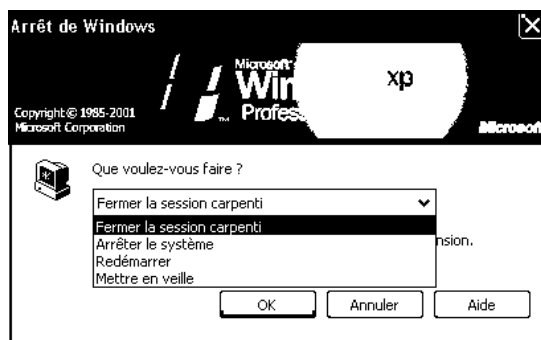 Arrêt de Windows
Microsoft
Win
xp
Profess
Copyright © 1985-2001
Microsoft Corporation
Microsoft
Que voulez-vous faire ?
Fermer la session carpenti
Fermer la session carpenti
Arrêter le système
nsion.
Redémarrer
Mettre en veille
OK
Annuler
Aide